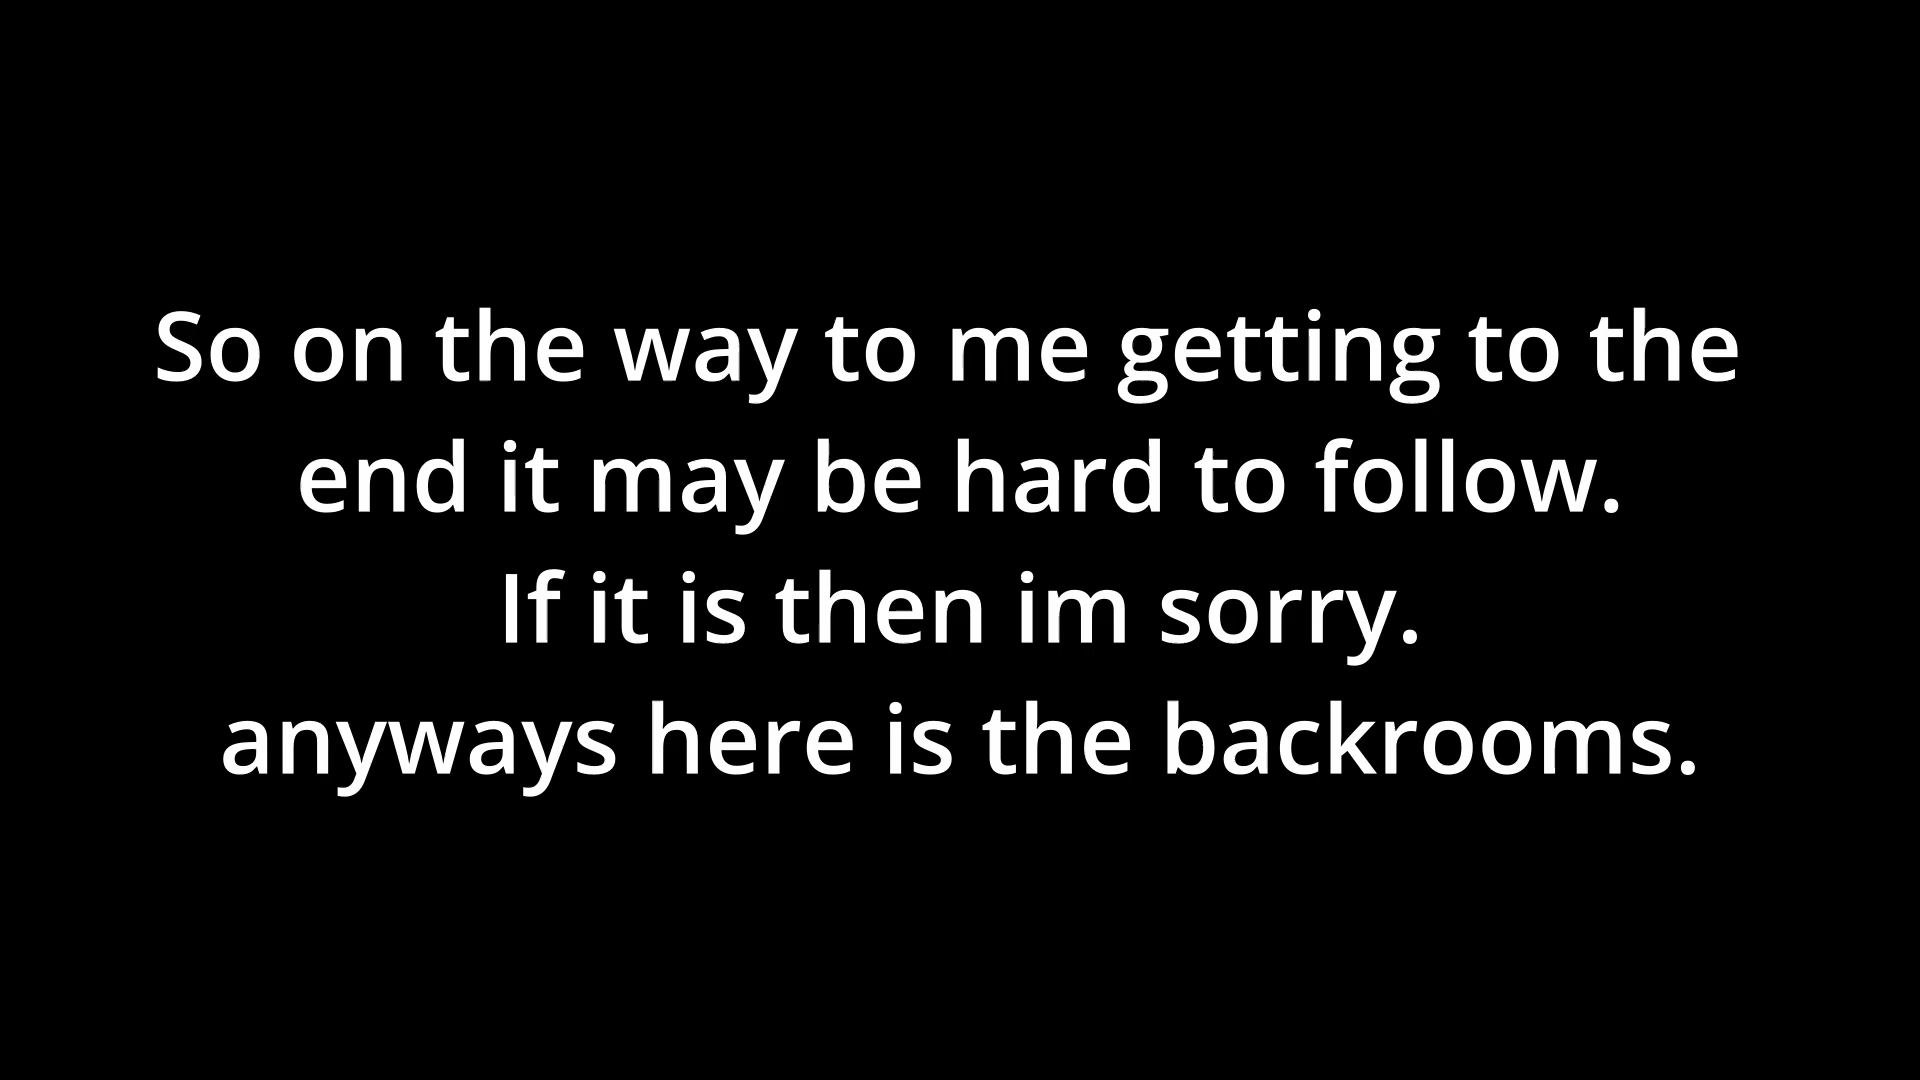 So on the way to me getting to the
end it may be hard to follow.
If it is then im sorry.
anyways here is the backrooms.